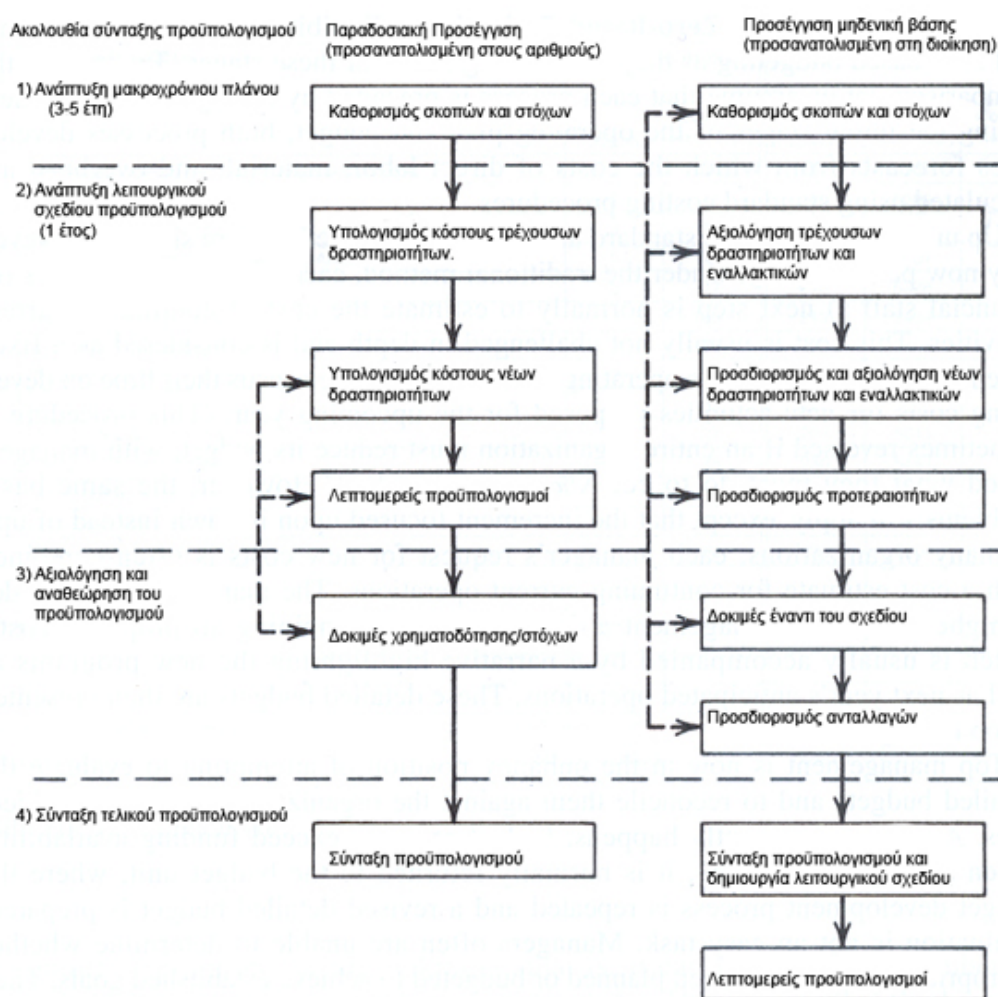 Ακολουθία σύνταξης προϋπολογισμού
Παραδοσιακή Προσέγγιση
(προσανατολισμένη στους αριθμούς)
Προσέγγιση μηδενική βάσης
(προσανατολισμένη στη διοίκηση)
1) Ανάπτυξη μακροχρόνιου πλάνου
(3-5 έτη)
Καθορισμός σκοπών και στόχων
Καθορισμός σκοπών και στόχων
2) Ανάπτυξη λειτουργικού
σχεδίου προϋπολογισμού
(1 έτος)
Υπολογισμός κόστους τρέχουσων
δραστηριοτήτων.
Αξιολόγηση τρέχουσων
δραστηριοτήτων και
εναλλακτικών
Υπολογισμός κόστους νέων
δραστηριοτήτων
Προσδιορισμός και αξιολόγηση νέων
δραστηριοτήτων και εναλλακτικών
Λεπτομερείς προϋπολογισμοί
Προσδιορισμός προτεραιοτήτων
3) Αξιολόγηση και
αναθεώρηση του
προϋπολογισμού
Δοκιμές χρηματοδότησης/στόχων
Δοκιμές έναντι του σχεδίου
Προσδιορισμός ανταλλαγών
4) Σύνταξη τελικού προϋπολογισμού
Σύνταξη προϋπολογισμού
Σύνταξη προϋπολογισμού και
δημιουργία λειτουργικού σχεδίου
Λεπτομερείς προϋπολογισμοί